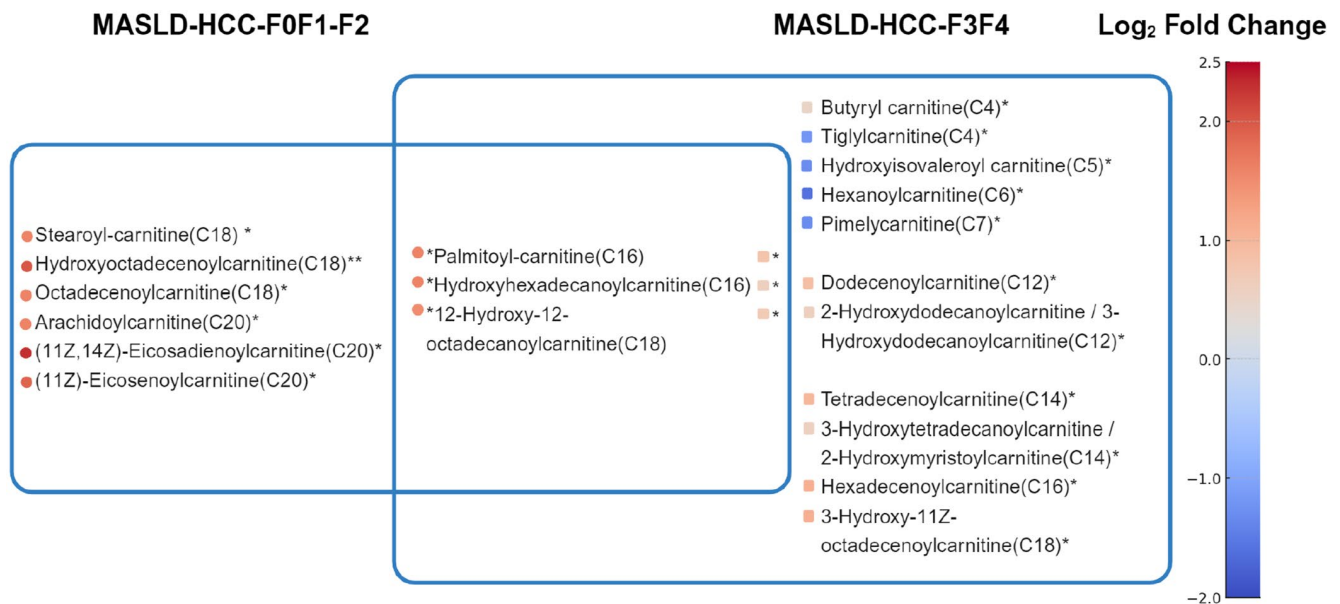 MASLD-HCC-F0F1-F2
MASLD-HCC-F3F4
Log₂ Fold Change
Stearoyl-carnitine(C18) *
Hydroxyoctadecenoylcarnitine(C18)**
Octadecenoylcarnitine(C18)*
Arachidoylcarnitine(C20)*
(11Z,14Z)-Eicosadienoylcarnitine(C20)*
(11Z)-Eicosenoylcarnitine(C20)*
*Palmitoyl-carnitine(C16) *
*Hydroxyhexadecanoylcarnitine(C16) *
*12-Hydroxy-12- *
octadecanoylcarnitine(C18)
Butyryl carnitine(C4)*
Tiglylcarnitine(C4)*
Hydroxyisovaleroyl carnitine(C5)*
Hexanoylcarnitine(C6)*
Pimelycarnitine(C7)*
Dodecenoylcarnitine(C12)*
2-Hydroxydodecanoylcarnitine / 3-
Hydroxydodecanoylcarnitine(C12)*
Tetradecenoylcarnitine(C14)*
3-Hydroxytetradecanoylcarnitine /
2-Hydroxymyristoylcarnitine(C14)*
Hexadecenoylcarnitine(C16)*
3-Hydroxy-11Z-
octadecenoylcarnitine(C18)*
2.5
2.0
1.0
0.0
−1.0
−2.0